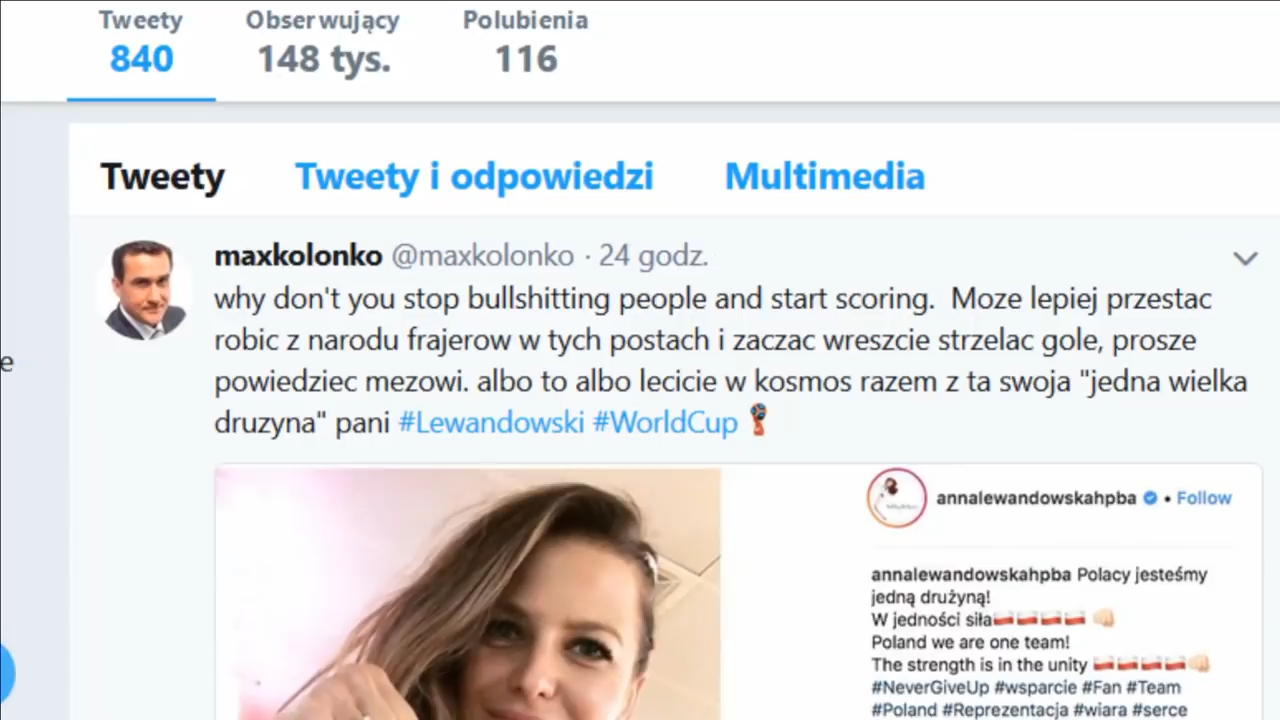 Tweety Obserwujący Polubienia
840 148 tys. 116
Tweety Tweety i odpowiedzi Multimedia
maxkolonko @maxkolonko · 24 godz.
why don't you stop bullshitting people and start scoring. Moze lepiej przestac
robic z narodu frajerow w tych postach i zaczac wreszcie strzelac gole, prosze
e
powiedziec mezowi. albo to albo lecicie w kosmos razem z ta swoja "jedna wielka
druzyna" pani #Lewandowski #WorldCup
annalewandowskahpba • Follow
annalewandowskahpba Polacy jesteśmy
jedną drużyną!
W jedności siła
Poland we are one team!
The strength is in the unity
#NeverGiveUp #wsparcie #Fan #Team
#Poland #Reprezentacja #wiara #serce